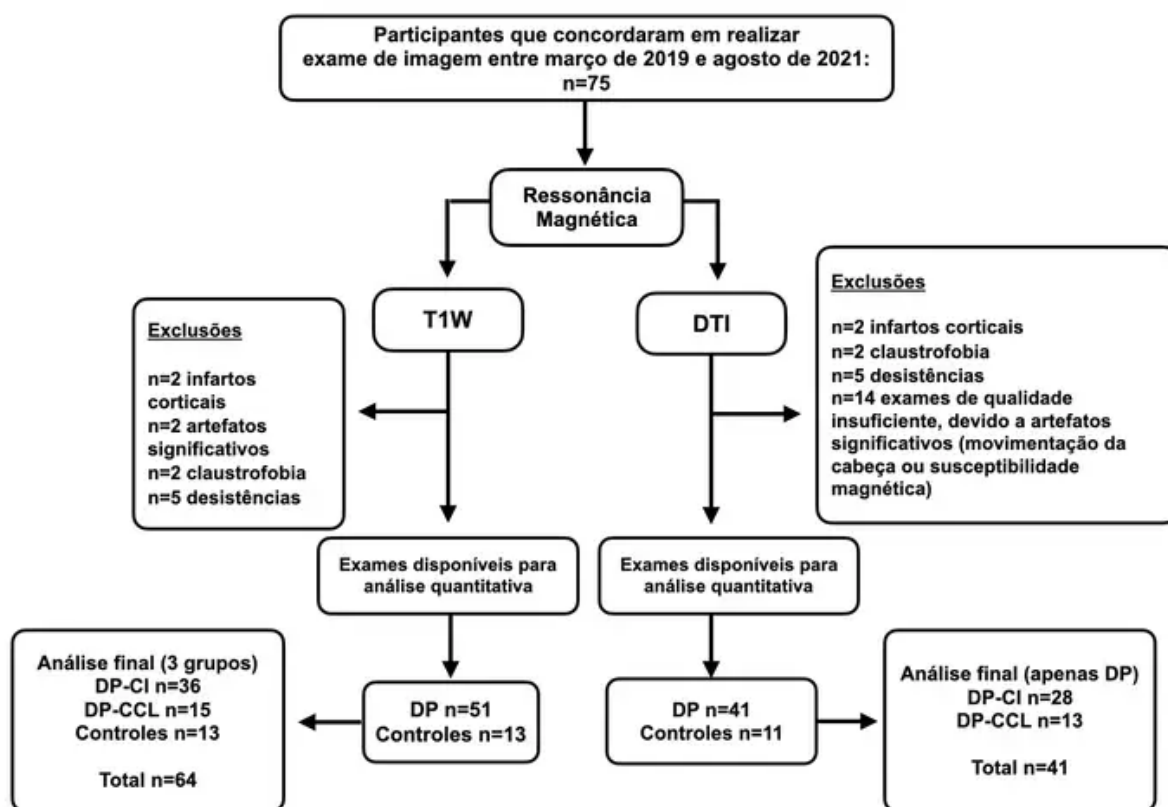 Participantes que concordaram em realizar
exame de imagem entre março de 2019 e agosto de 2021:
n=75
Ressonância
Magnética
T1W
DTI
Exclusões
n=2 infartos
corticais
n=2 artefatos
significativos
n=2 claustrofobia
n=5 desistências
Exclusões
n=2 infartos corticais
n=2 claustrofobia
n=5 desistências
n=14 exames de qualidade
insuficiente, devido a artefatos
significativos (movimentação da
cabeça ou susceptibilidade
magnética)
Exames disponíveis para
análise quantitativa
Exames disponíveis para
análise quantitativa
DP n=51
Controles n=13
DP n=41
Controles n=11
Análise final (3 grupos)
DP-CI n=36
DP-CCL n=15
Controles n=13
Total n=64
Análise final (apenas DP)
DP-CI n=28
DP-CCL n=13
Total n=41